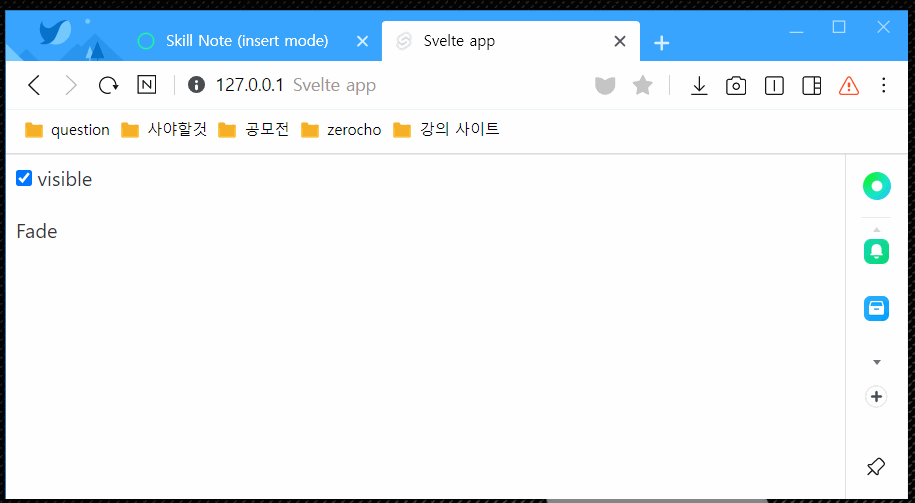 Skill Note (insert mode)
Svelte app
N
127.0.0.1 Svelte app
question 사야할것 공모전 zerocho 강의 사이트
visible
Fade